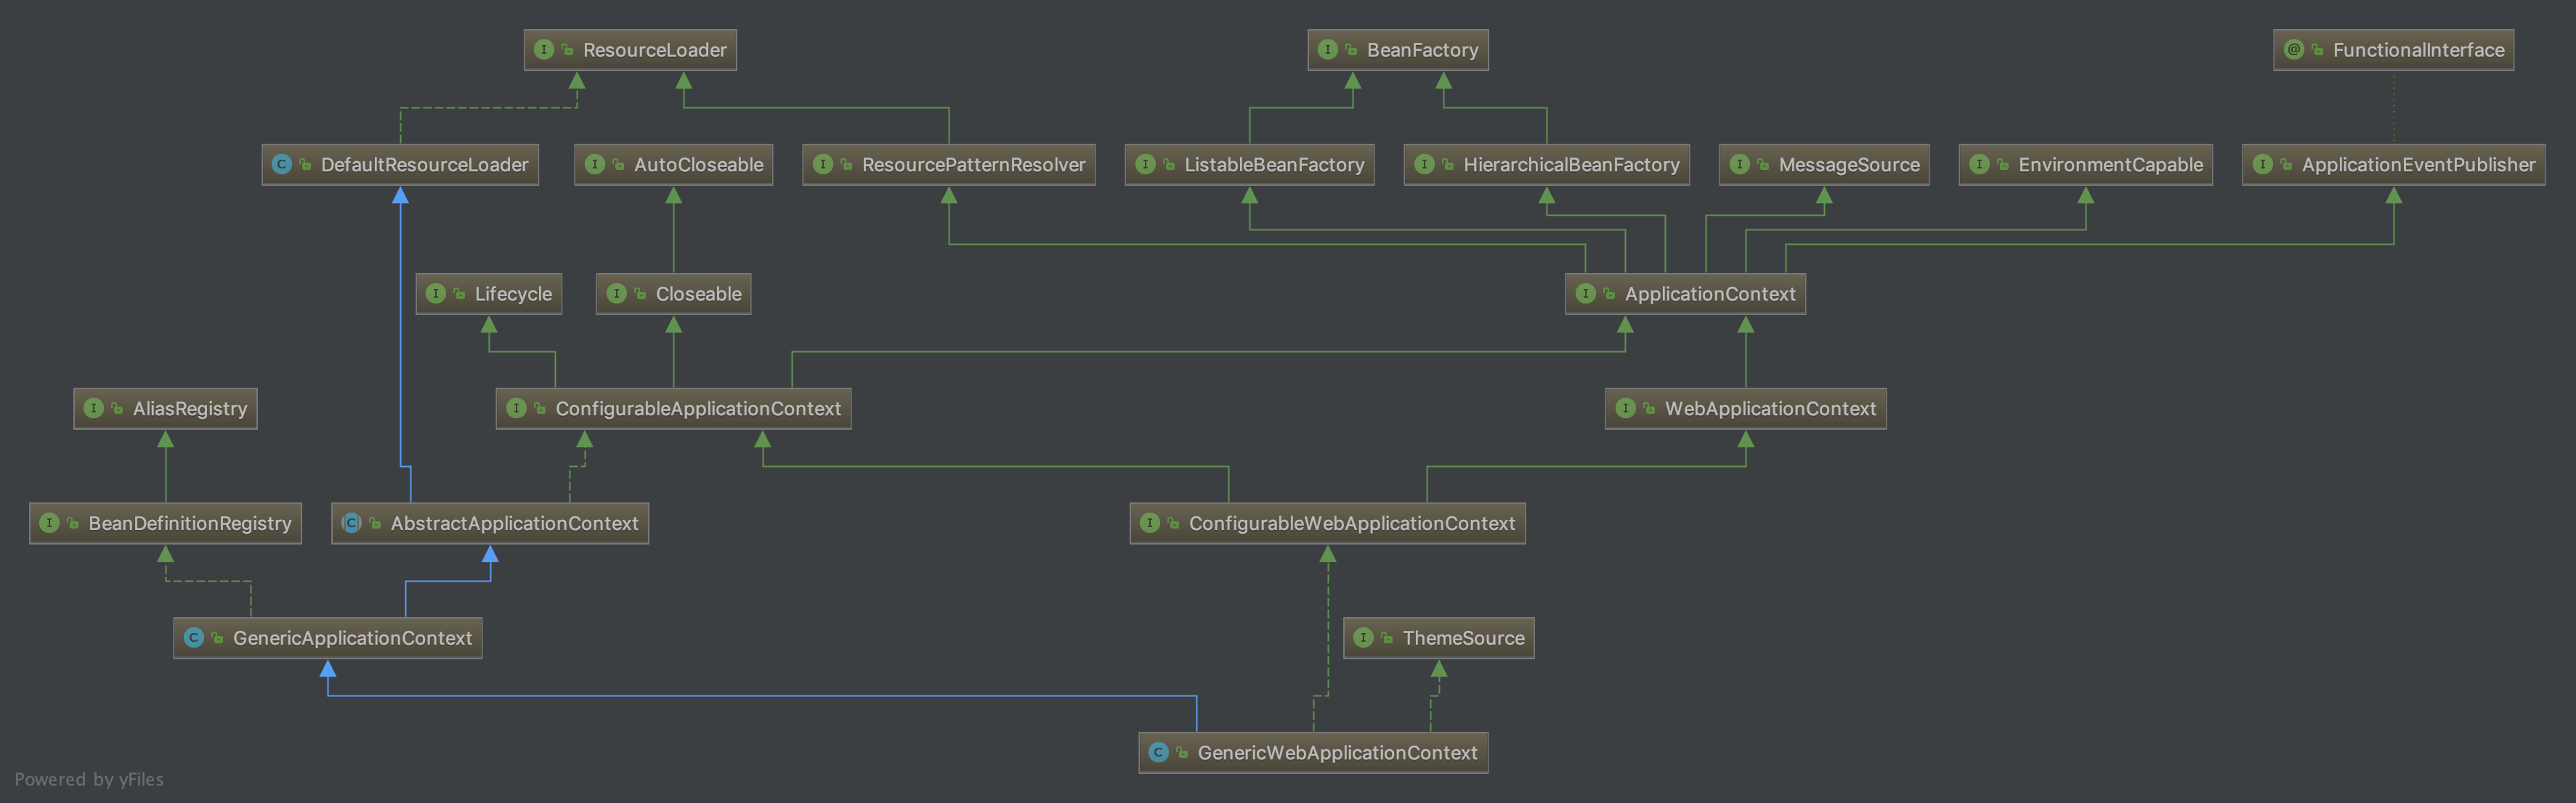 ResourceLoader
BeanFactory
FunctionalInterface
DefaultResourceLoader
AutoCloseable
ResourcePatternResolver
ListableBeanFactory
HierarchicalBeanFactory
MessageSource
EnvironmentCapable
ApplicationEventPublisher
Lifecycle
Closeable
ApplicationContext
AliasRegistry
ConfigurableApplicationContext
WebApplicationContext
BeanDefinitionRegistry
AbstractApplicationContext
ConfigurableWebApplicationContext
GenericApplicationContext
ThemeSource
GenericWebApplicationContext
Powered by yFiles